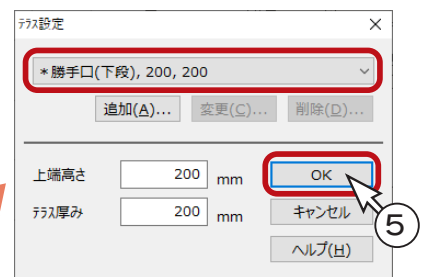 テラス設定
*勝手口(下段), 200, 200
追加(A)... 変更(C)... 削除(D)...
上端高さ 200 mm OK
テラス厚み 200 mm キャンセル
⑤
ヘルプ(H)